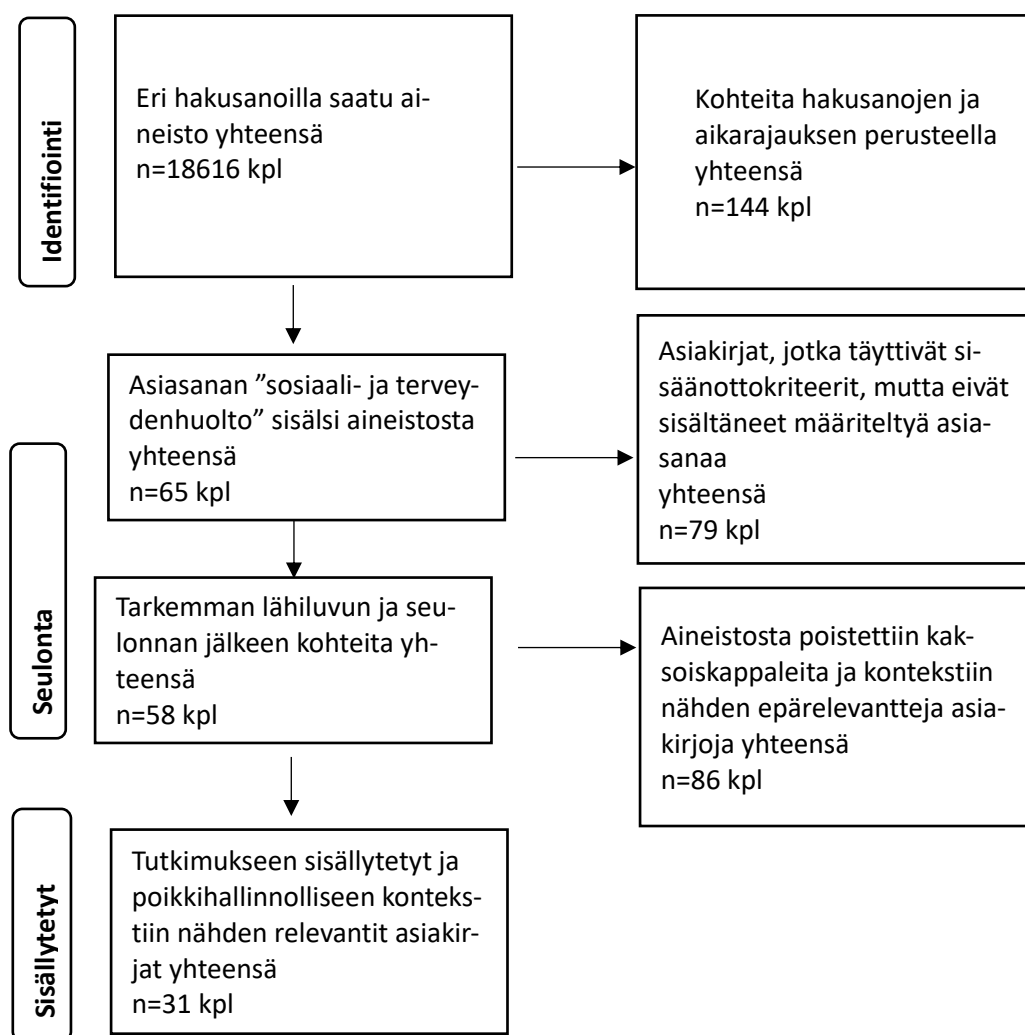 Identifiointi
Eri hakusanoilla saatu ai-
neisto yhteensä
n=18616 kpl
Kohteita hakusanojen ja
aikarajauksen perusteella
yhteensä
n=144 kpl
Seulonta
Asiasanan ”sosiaali- ja tervey-
denhuolto” sisälsi aineistosta
yhteensä
n=65 kpl
Asiakirjat, jotka täyttivät si-
säänottokriteerit, mutta eivät
sisältäneet määriteltyä asia-
sanaa
yhteensä
n=79 kpl
Tarkemman lähiluvun ja seu-
lonnan jälkeen kohteita yh-
teensä
n=58 kpl
Aineistosta poistettiin kak-
soiskappaleita ja kontekstiin
nähden epärelevantteja asia-
kirjoja yhteensä
n=86 kpl
Sisällytetyt
Tutkimukseen sisällytetyt ja
poikkihallinnolliseen konteks-
tiin nähden relevantit asiakir-
jat yhteensä
n=31 kpl